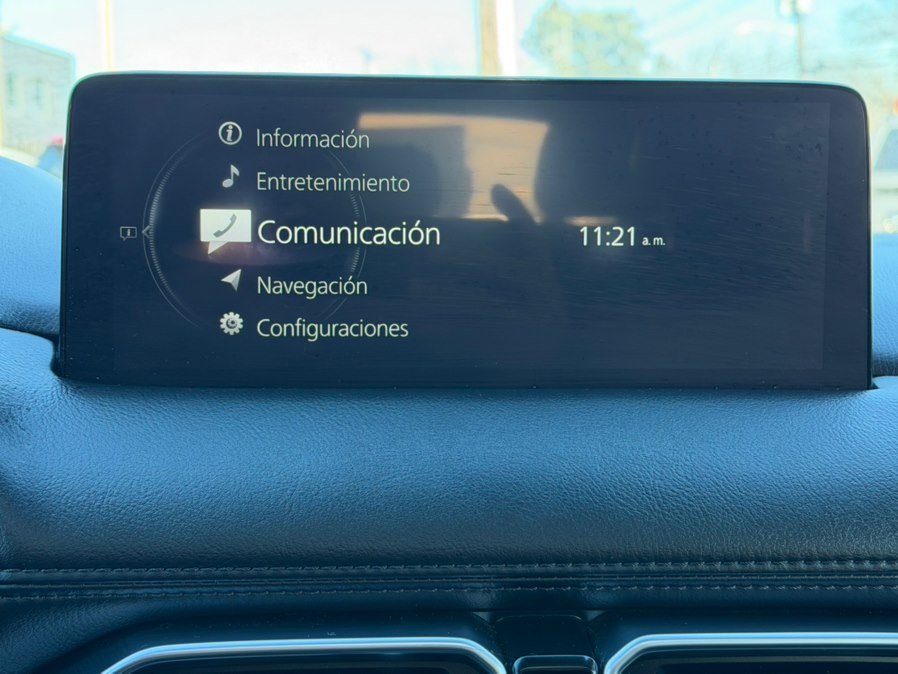 Información
Entretenimiento
Comunicación
11:21 a.m.
Navegación
Configuraciones